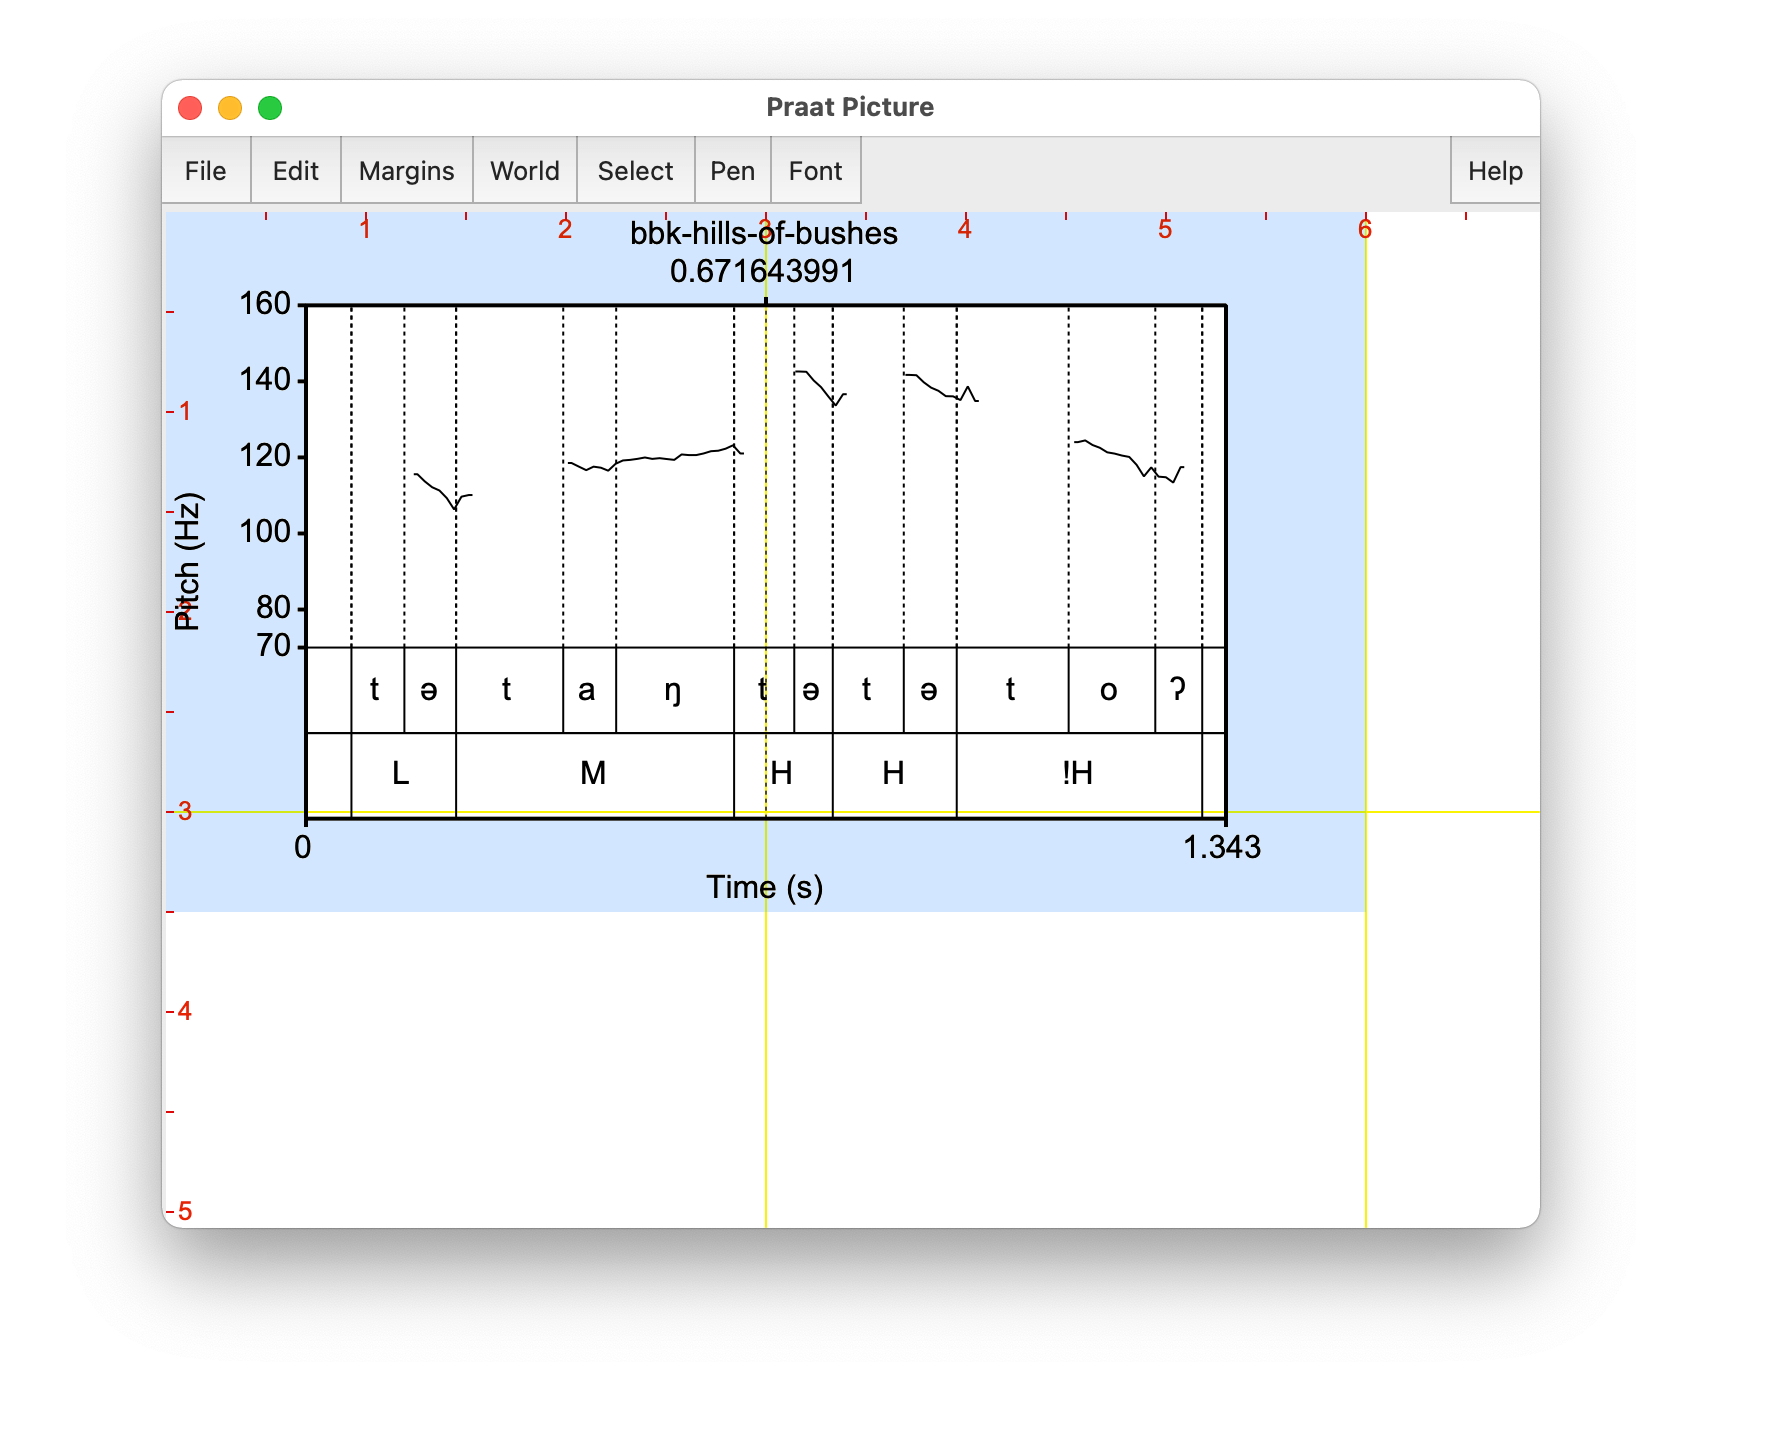 Praat Picture
File Edit Margins World Select Pen Font Help
1 2 3 4 5 6
bbk-hills-of-bushes
0.671643991
160
140
1
120
100
Pitch (Hz)
2
80
70
t ə t a ŋ t ə t ə t o ʔ
L M H H !H
3
0 1.343
Time (s)
4
5